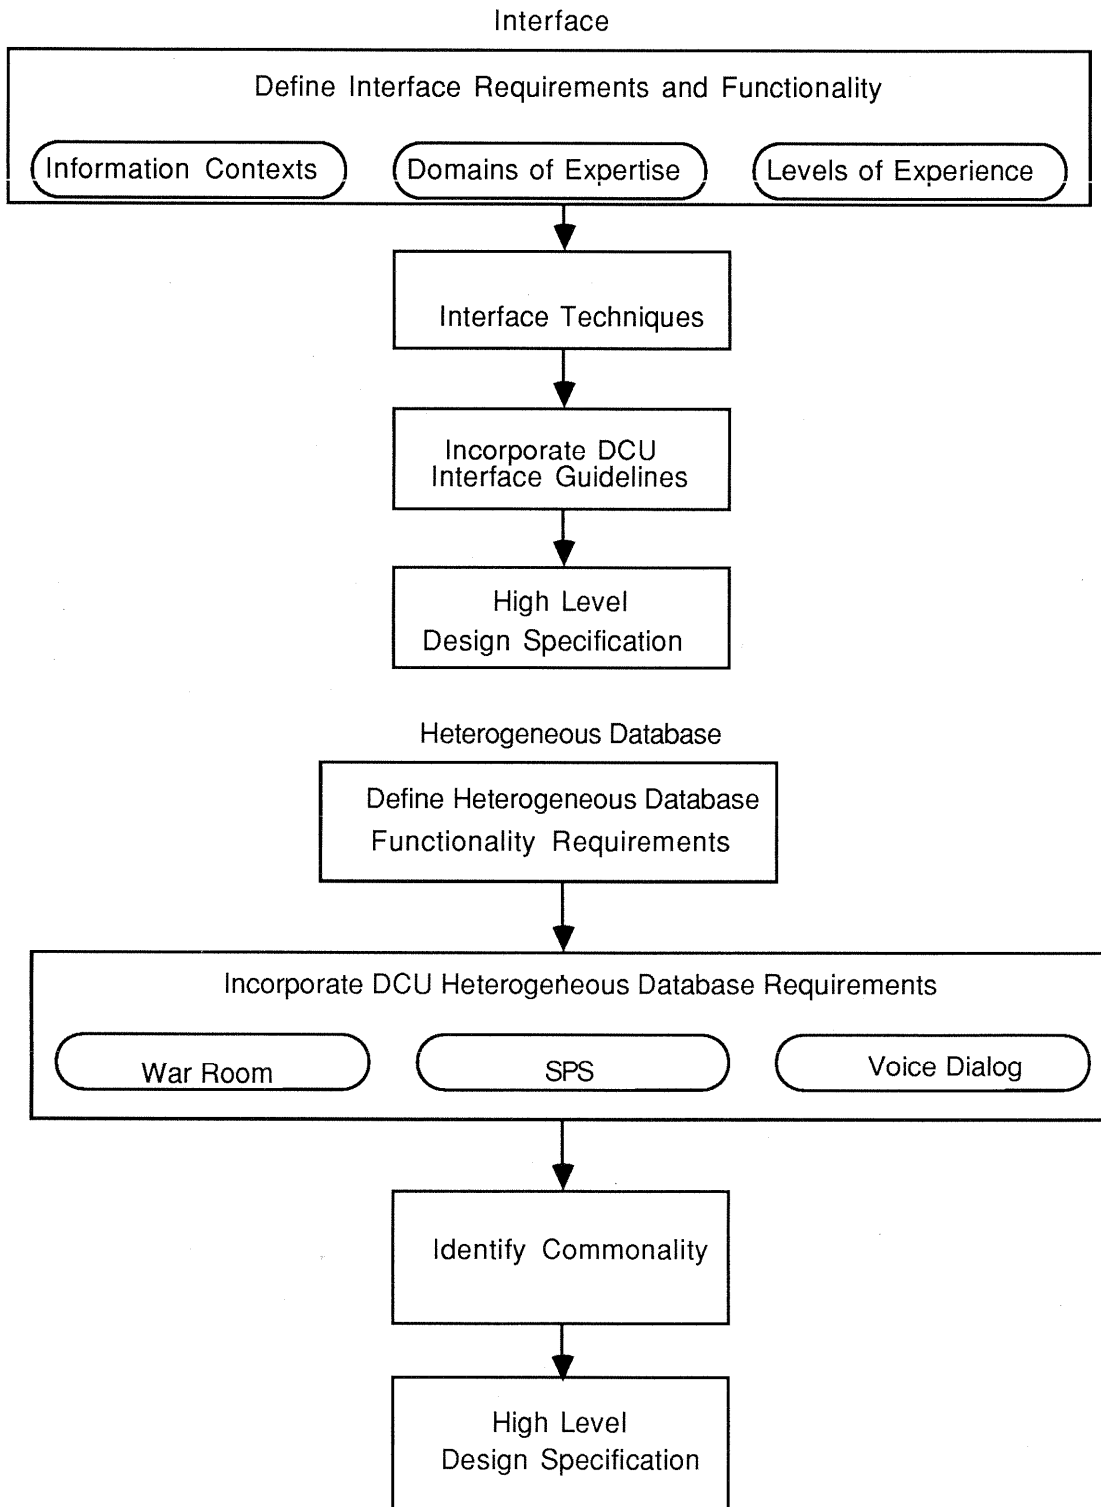 Interface
Define Interface Requirements and Functionality
Information Contexts
Domains of Expertise
Levels of Experience
Interface Techniques
Incorporate DCU
Interface Guidelines
High Level
Design Specification
Heterogeneous Database
Define Heterogeneous Database
Functionality Requirements
Incorporate DCU Heterogeneous Database Requirements
War Room
SPS
Voice Dialog
Identify Commonality
High Level
Design Specification